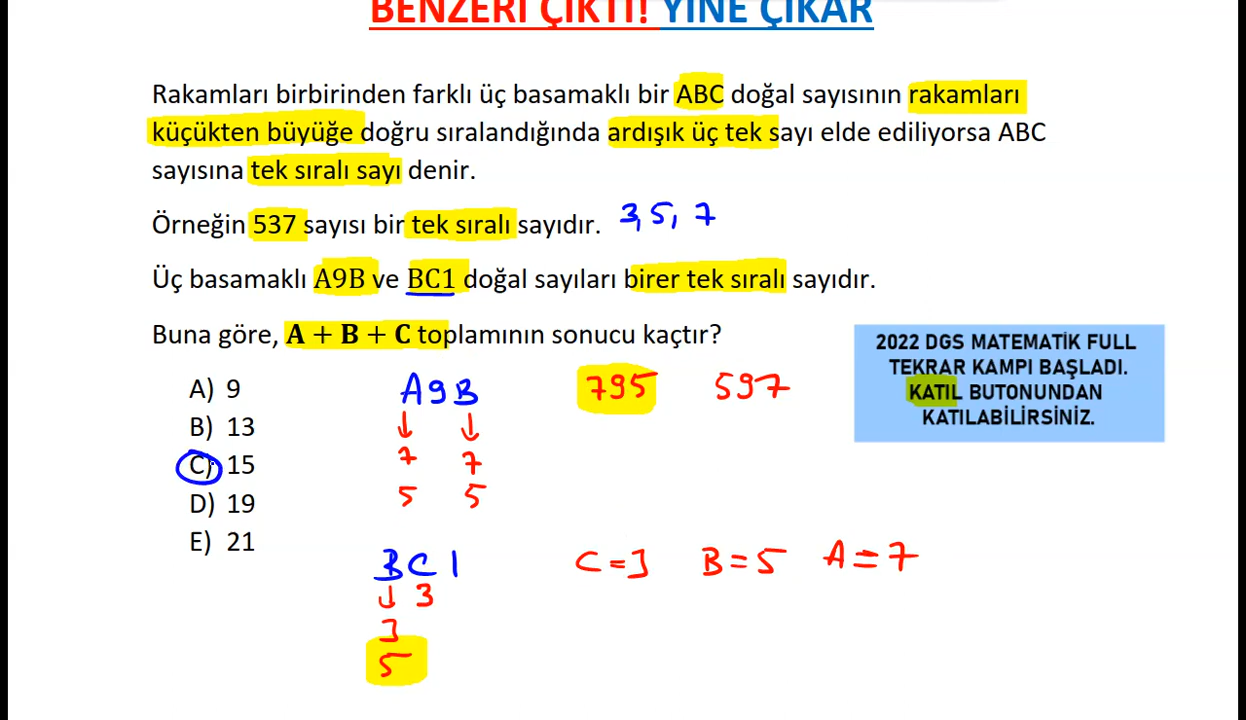 BENZERİ ÇIKTI! YİNE ÇIKAR
Rakamları birbirinden farklı üç basamaklı bir ABC doğal sayısının rakamları
küçükten büyüğe doğru sıralandığında ardışık üç tek sayı elde ediliyorsa ABC
sayısına tek sıralı sayı denir.
Örneğin 537 sayısı bir tek sıralı sayıdır. 3, 5, 7
Üç basamaklı A9B ve BC1 doğal sayıları birer tek sıralı sayıdır.
Buna göre, A + B + C toplamının sonucu kaçtır?
A) 9
B) 13
C) 15
D) 19
E) 21
A9B 795 597
↓ ↓
7 7
5 5
BC1 C=3 B=5 A=7
↓ 3
3
5
2022 DGS MATEMATİK FULL
TEKRAR KAMPI BAŞLADI.
KATIL BUTONUNDAN
KATILABİLİRSİNİZ.